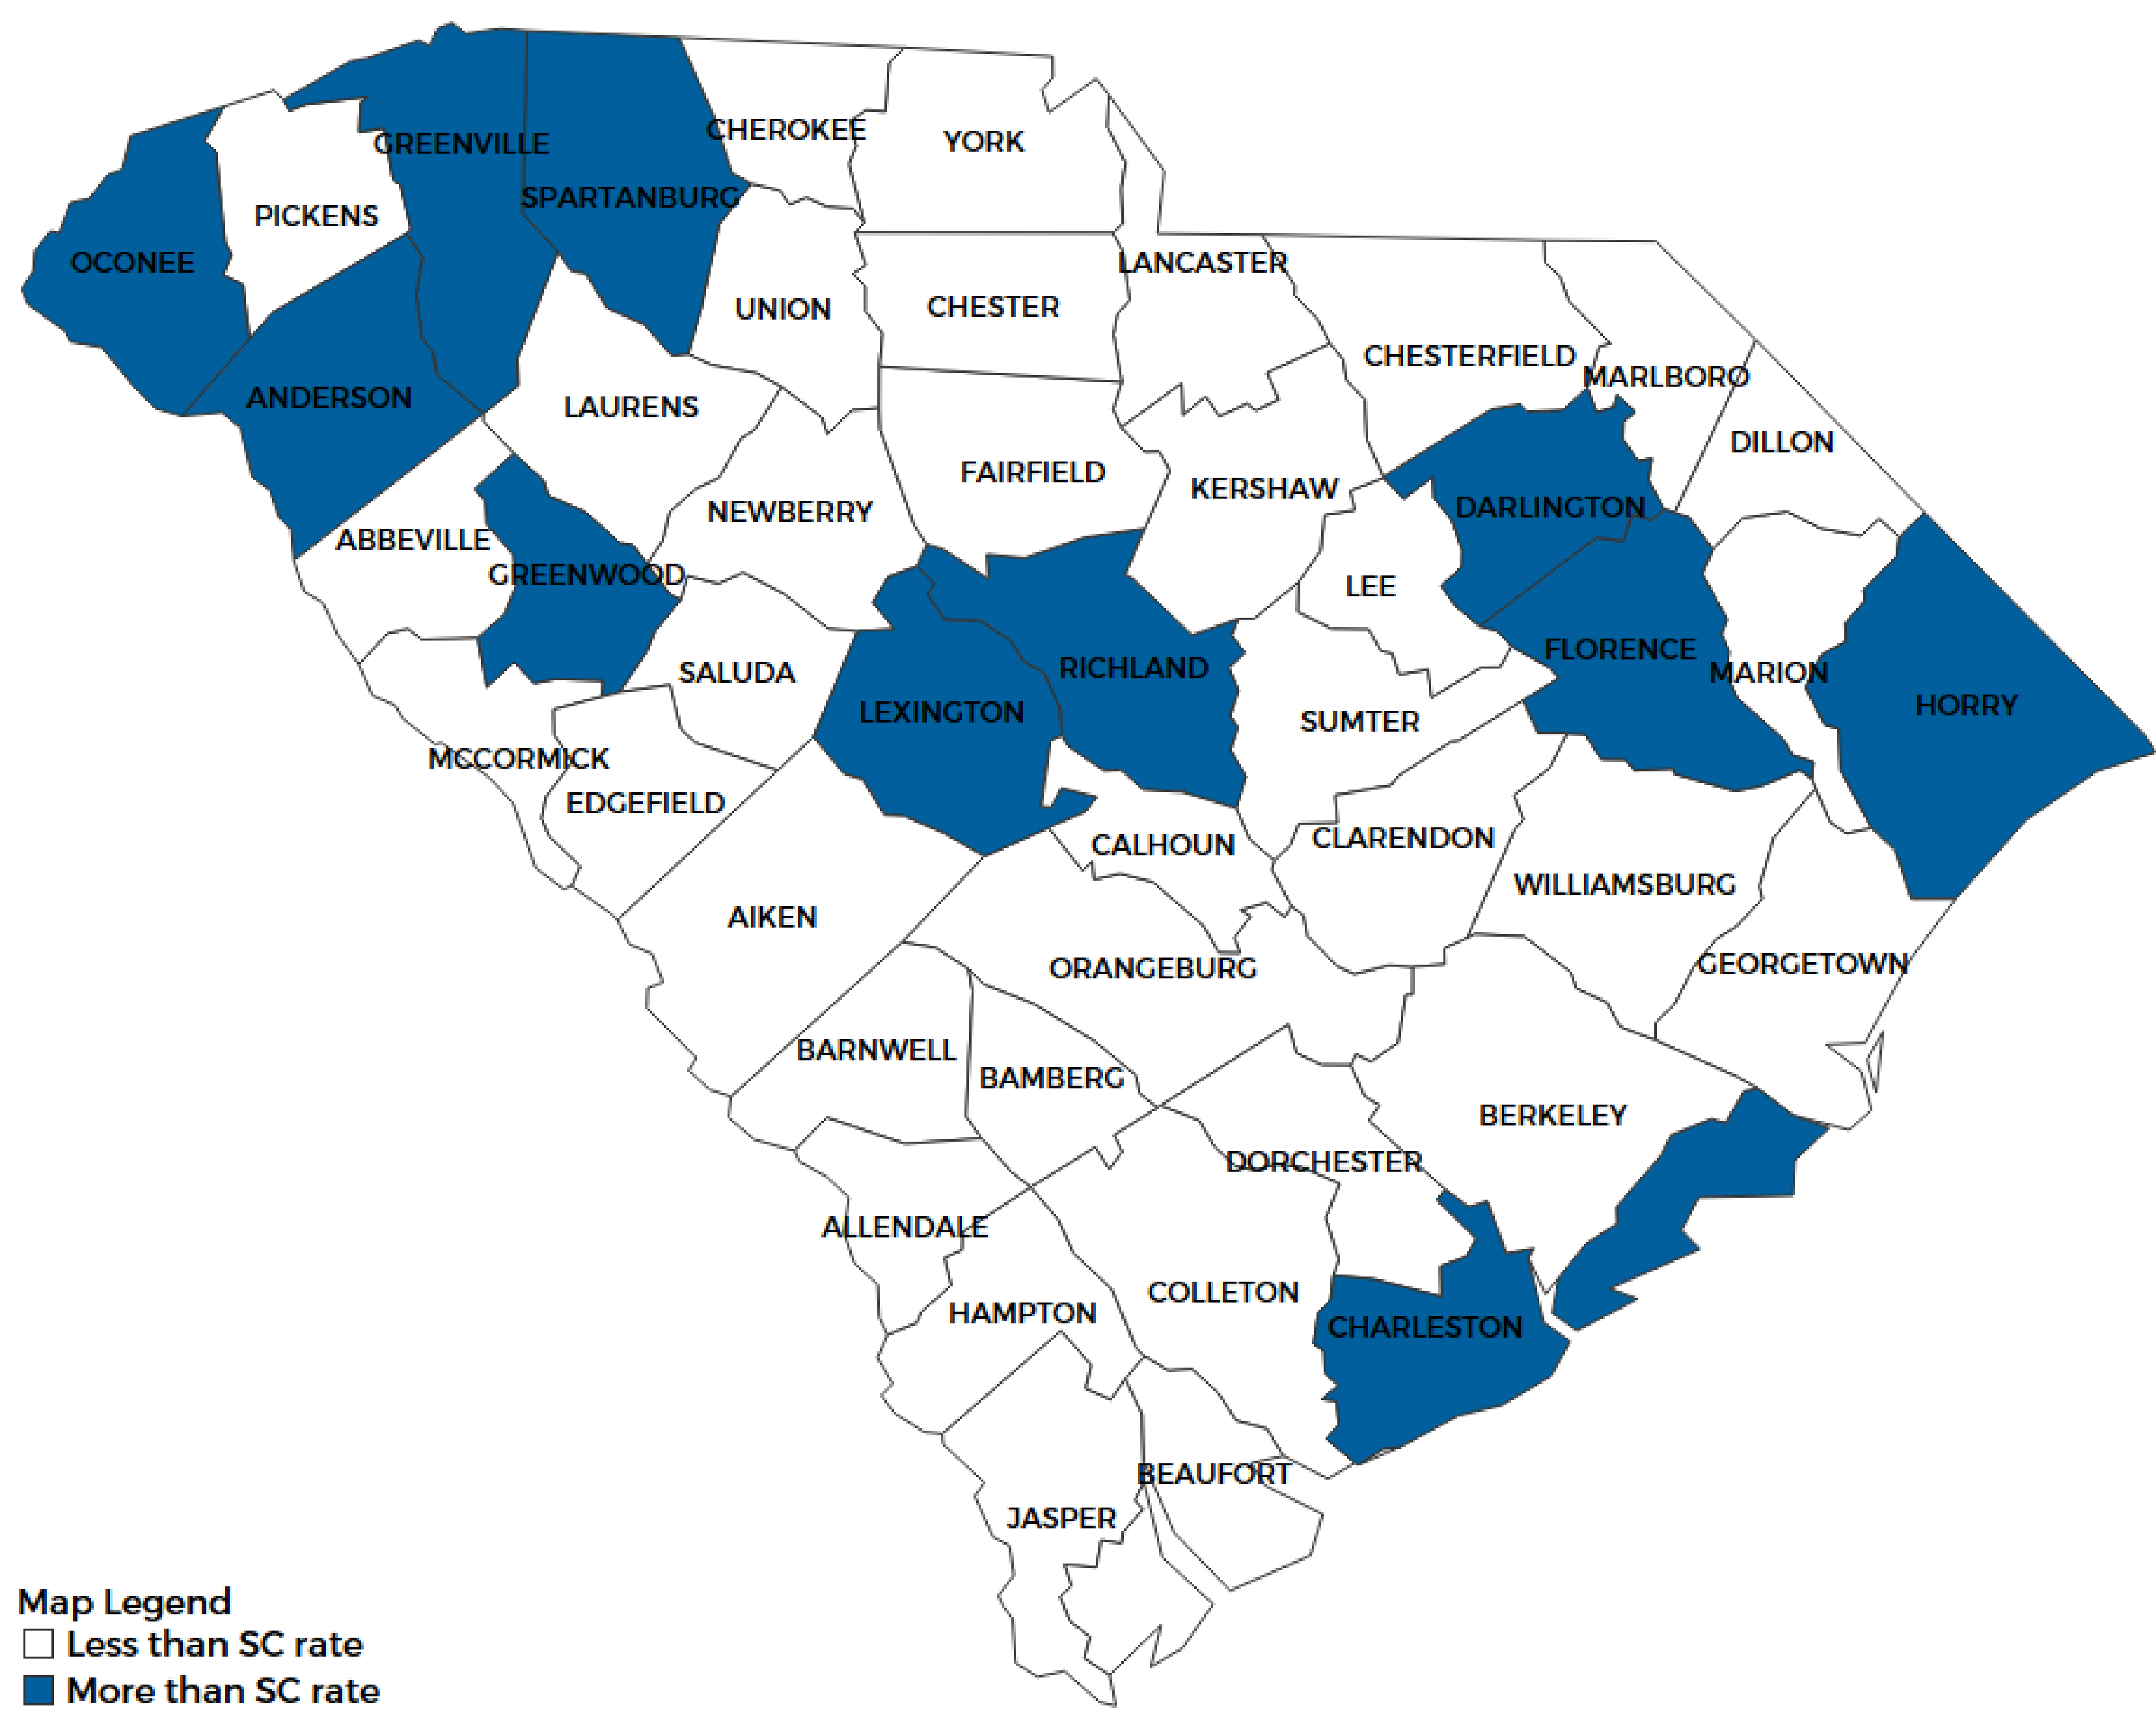 CHEROKEE
YORK
GREENVILLE
SPARTANBURG
PICKENS
OCONEE
LANCASTER
UNION
CHESTER
CHESTERFIELD
MARLBORO
ANDERSON
LAURENS
DILLON
FAIRFIELD
KERSHAW
DARLINGTON
NEWBERRY
ABBEVILLE
GREENWOOD
LEE
FLORENCE
RICHLAND
SALUDA
MARION
HORRY
LEXINGTON
SUMTER
MCCORMICK
EDGEFIELD
CLARENDON
CALHOUN
WILLIAMSBURG
AIKEN
GEORGETOWN
ORANGEBURG
BARNWELL
BAMBERG
BERKELEY
DORCHESTER
ALLENDALE
COLLETON
HAMPTON
CHARLESTON
BEAUFORT
JASPER
Map Legend
Less than SC rate
More than SC rate